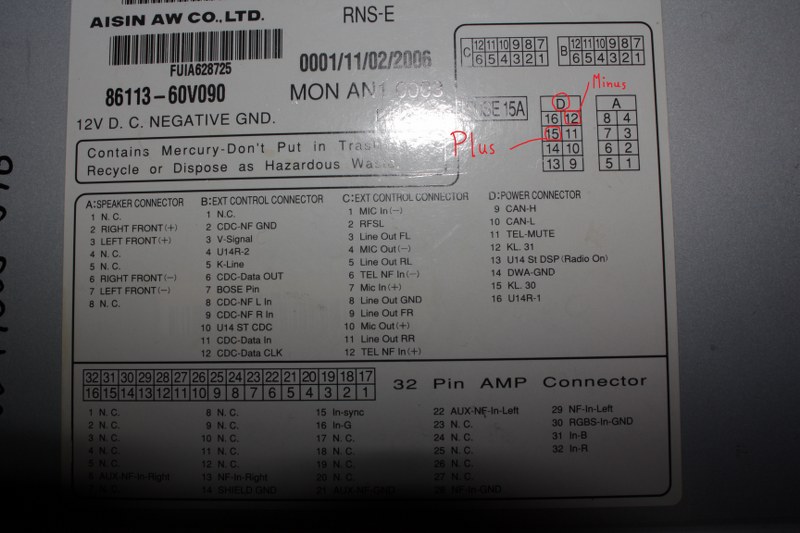 AISIN AW CO., LTD.
RNS-E
FUIA628725
0001/11/02/2006
86113-60V090
MON AN1
12V D. C. NEGATIVE GND.
15A
C 12 11 10 9 8 7
6 5 4 3 2 1
B 12 11 10 9 8 7
6 5 4 3 2 1
Minus
D
16 12
15 11
14 10
13 9
A
8 4
7 3
6 2
5 1
Plus
Contains Mercury-Don't Put in Trash
Recycle or Dispose as Hazardous Waste
A:SPEAKER CONNECTOR
1 N. C.
2 RIGHT FRONT(+)
3 LEFT FRONT(+)
4 N. C.
5 N. C.
6 RIGHT FRONT(−)
7 LEFT FRONT(−)
8 N. C.
B:EXT CONTROL CONNECTOR
1 N.C.
2 CDC-NF GND
3 V-Signal
4 U14R-2
5 K-Line
6 CDC-Data OUT
7 BOSE Pin
8 CDC-NF L In
9 CDC-NF R In
10 U14 ST CDC
11 CDC-Data In
12 CDC-Data CLK
C:EXT CONTROL CONNECTOR
1 MIC In(−)
2 RFSL
3 Line Out FL
4 MIC Out(−)
5 Line Out RL
6 TEL NF In(−)
7 Mic In(+)
8 Line Out GND
9 Line Out FR
10 Mic Out(+)
11 Line Out RR
12 TEL NF In(+)
D:POWER CONNECTOR
9 CAN-H
10 CAN-L
11 TEL-MUTE
12 KL. 31
13 U14 St DSP (Radio On)
14 DWA-GND
15 KL. 30
16 U14R-1
32 31 30 29 28 27 26 25 24 23 22 21 20 19 18 17
16 15 14 13 12 11 10 9 8 7 6 5 4 3 2 1
32 Pin AMP Connector
1 N. C.
2 N. C.
3 N. C.
4 N. C.
5 N. C.
6 AUX-NF-In-Right
7 N. C.
8 N. C.
9 N. C.
10 N. C.
11 N. C.
12 N. C.
13 NF-In Right
14 SHIELD GND
15 In-sync
16 In-G
17 N. C.
18 N. C.
19 N. C.
20 N. C.
21 AUX-NF-GND
22 AUX-NF-In-Left
23 N. C.
24 N. C.
25 N. C.
26 N. C.
27 N. C.
28 NF-In-GND
29 NF-In-Left
30 RGBS-In-GND
31 In-B
32 In-R